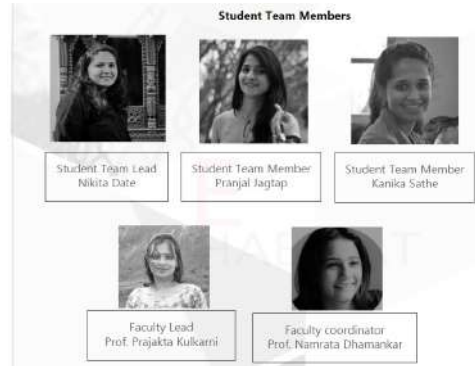 Student Team Members
Student Team Lead
Nikita Date
Student Team Member
Pranjal Jagtap
Student Team Member
Kanika Sathe
Faculty Lead
Prof. Prajakta Kulkarni
Faculty coordinator
Prof. Namrata Dhamankar